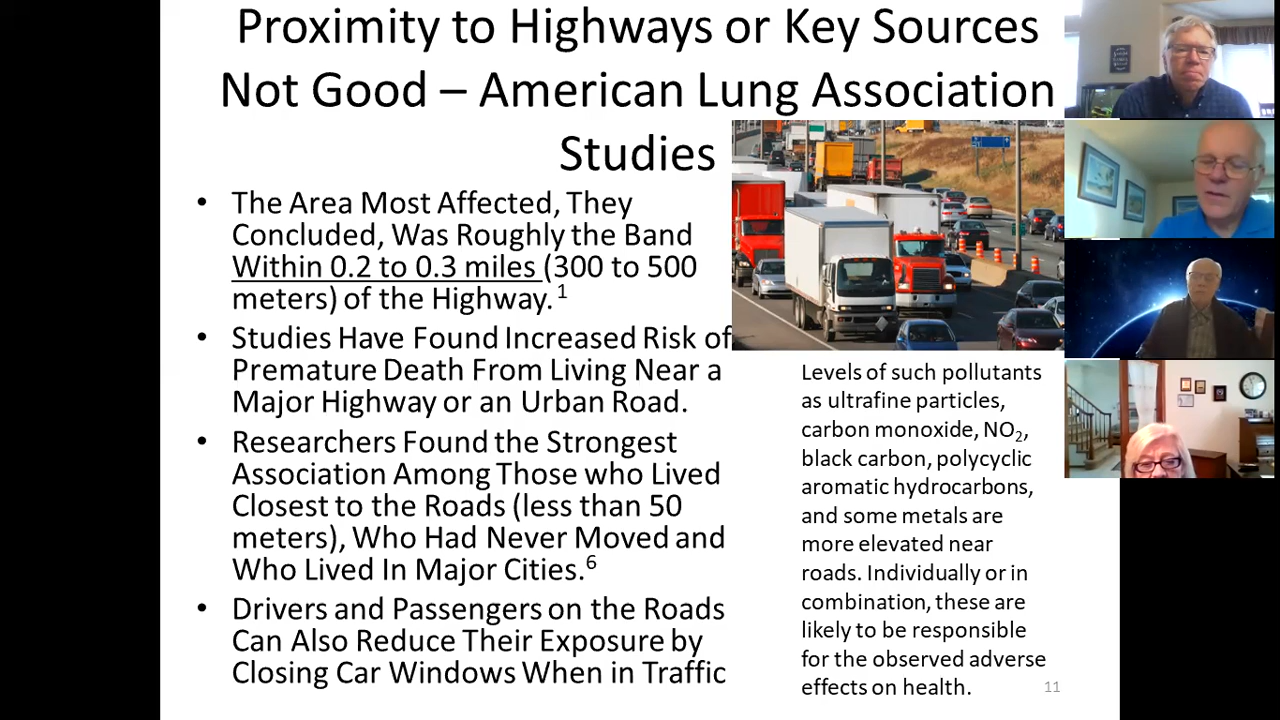 Proximity to Highways or Key Sources
Not Good – American Lung Association
Studies
• The Area Most Affected, They
Concluded, Was Roughly the Band
Within 0.2 to 0.3 miles (300 to 500
meters) of the Highway.1
• Studies Have Found Increased Risk of
Premature Death From Living Near a
Major Highway or an Urban Road.
• Researchers Found the Strongest
Association Among Those who Lived
Closest to the Roads (less than 50
meters), Who Had Never Moved and
Who Lived In Major Cities.6
• Drivers and Passengers on the Roads
Can Also Reduce Their Exposure by
Closing Car Windows When in Traffic
Levels of such pollutants
as ultrafine particles,
carbon monoxide, NO2,
black carbon, polycyclic
aromatic hydrocarbons,
and some metals are
more elevated near
roads. Individually or in
combination, these are
likely to be responsible
for the observed adverse
effects on health.
11